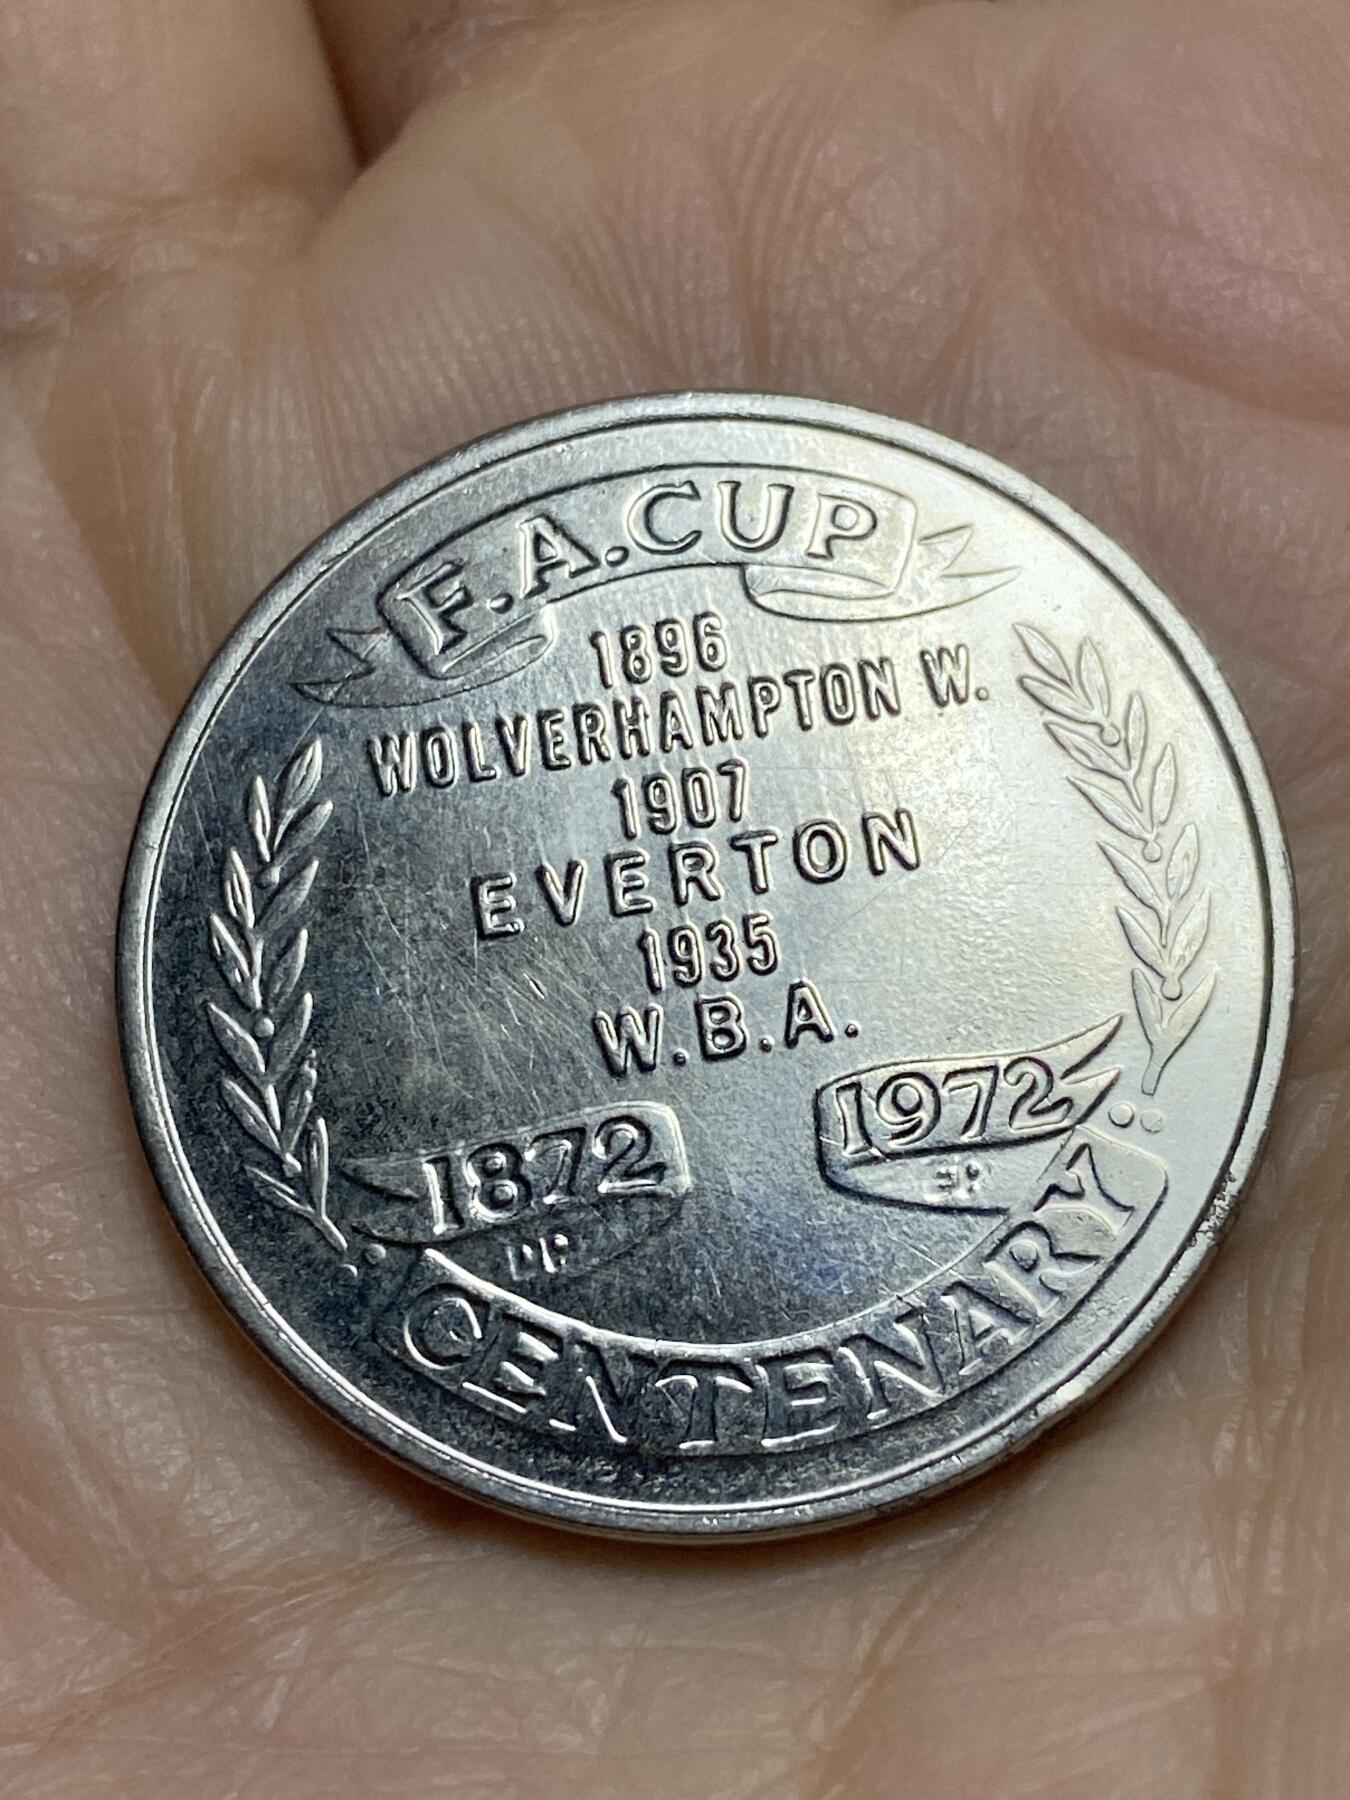 F.A.CUP
1896
WOLVERHAMPTON W.
1907
EVERTON
1935
W.B.A.
1872
1972
CENTENARY